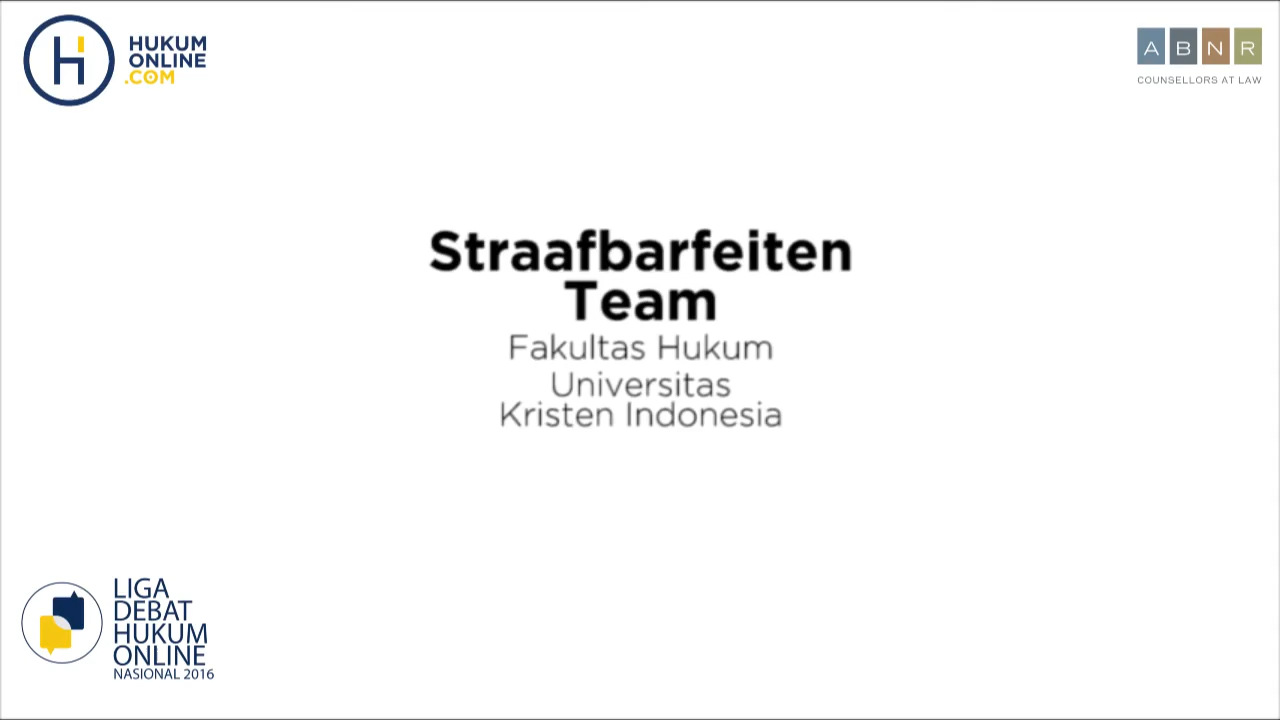 HUKUM
ONLINE
.COM
A B N R
COUNSELLORS AT LAW
Straafbarfeiten
Team
Fakultas Hukum
Universitas
Kristen Indonesia
LIGA
DEBAT
HUKUM
ONLINE
NASIONAL 2016